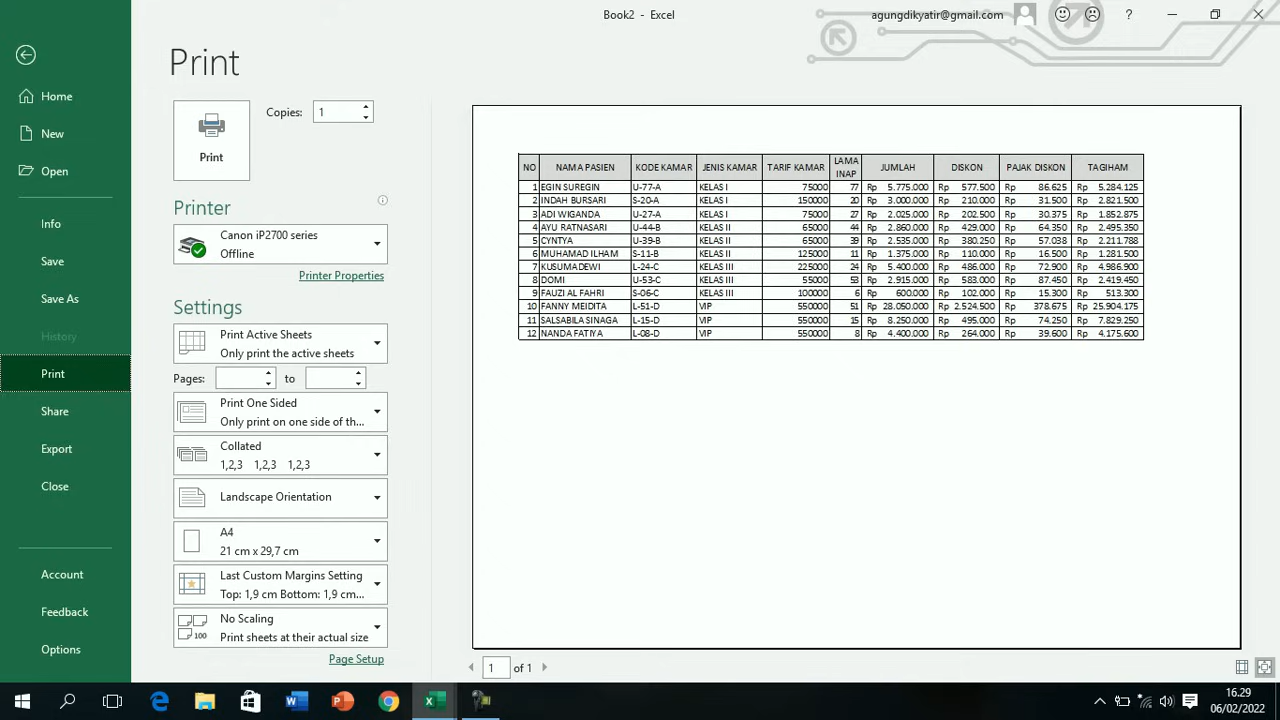 Book2 - Excel
agungdikyatir@gmail.com
?
Print
Home
New
Open
Info
Save
Save As
History
Print
Share
Export
Close
Account
Feedback
Options
Print
Copies: 1
Printer
Canon iP2700 series
Offline
Printer Properties
Settings
Print Active Sheets
Only print the active sheets
Pages: to
Print One Sided
Only print on one side of th...
Collated
1,2,3 1,2,3 1,2,3
Landscape Orientation
A4
21 cm x 29,7 cm
Last Custom Margins Setting
Top: 1,9 cm Bottom: 1,9 cm...
No Scaling
100
Print sheets at their actual size
Page Setup
NO NAMA PASIEN KODE KAMAR JENIS KAMAR TARIF KAMAR LAMA INAP JUMLAH DISKON PAJAK DISKON TAGIHAM
1 EGIN SUREGIN U-77-A KELAS I 75000 77 Rp 5.775.000 Rp 577.500 Rp 86.625 Rp 5.284.125
2 INDAH BURSARI S-20-A KELAS I 150000 20 Rp 3.000.000 Rp 210.000 Rp 31.500 Rp 2.821.500
3 ADI WIGANDA U-27-A KELAS I 75000 27 Rp 2.025.000 Rp 202.500 Rp 30.375 Rp 1.852.875
4 AYU RATNASARI U-44-B KELAS II 65000 44 Rp 2.860.000 Rp 429.000 Rp 64.350 Rp 2.495.350
5 CYNTYA U-39-B KELAS II 65000 39 Rp 2.535.000 Rp 380.250 Rp 57.038 Rp 2.211.788
6 MUHAMAD ILHAM S-11-B KELAS II 125000 11 Rp 1.375.000 Rp 110.000 Rp 16.500 Rp 1.281.500
7 KUSUMA DEWI L-24-C KELAS III 225000 24 Rp 5.400.000 Rp 486.000 Rp 72.900 Rp 4.986.900
8 DOMI U-53-C KELAS III 55000 53 Rp 2.915.000 Rp 583.000 Rp 87.450 Rp 2.419.450
9 FAUZI AL FAHRI S-06-C KELAS III 100000 6 Rp 600.000 Rp 102.000 Rp 15.300 Rp 513.300
10 FANNY MEIDITA L-51-D VIP 550000 51 Rp 28.050.000 Rp 2.524.500 Rp 378.675 Rp 25.904.175
11 SALSABILA SINAGA L-15-D VIP 550000 15 Rp 8.250.000 Rp 495.000 Rp 74.250 Rp 7.829.250
12 NANDA FATIYA L-08-D VIP 550000 8 Rp 4.400.000 Rp 264.000 Rp 39.600 Rp 4.175.600
1 of 1
16.29
06/02/2022